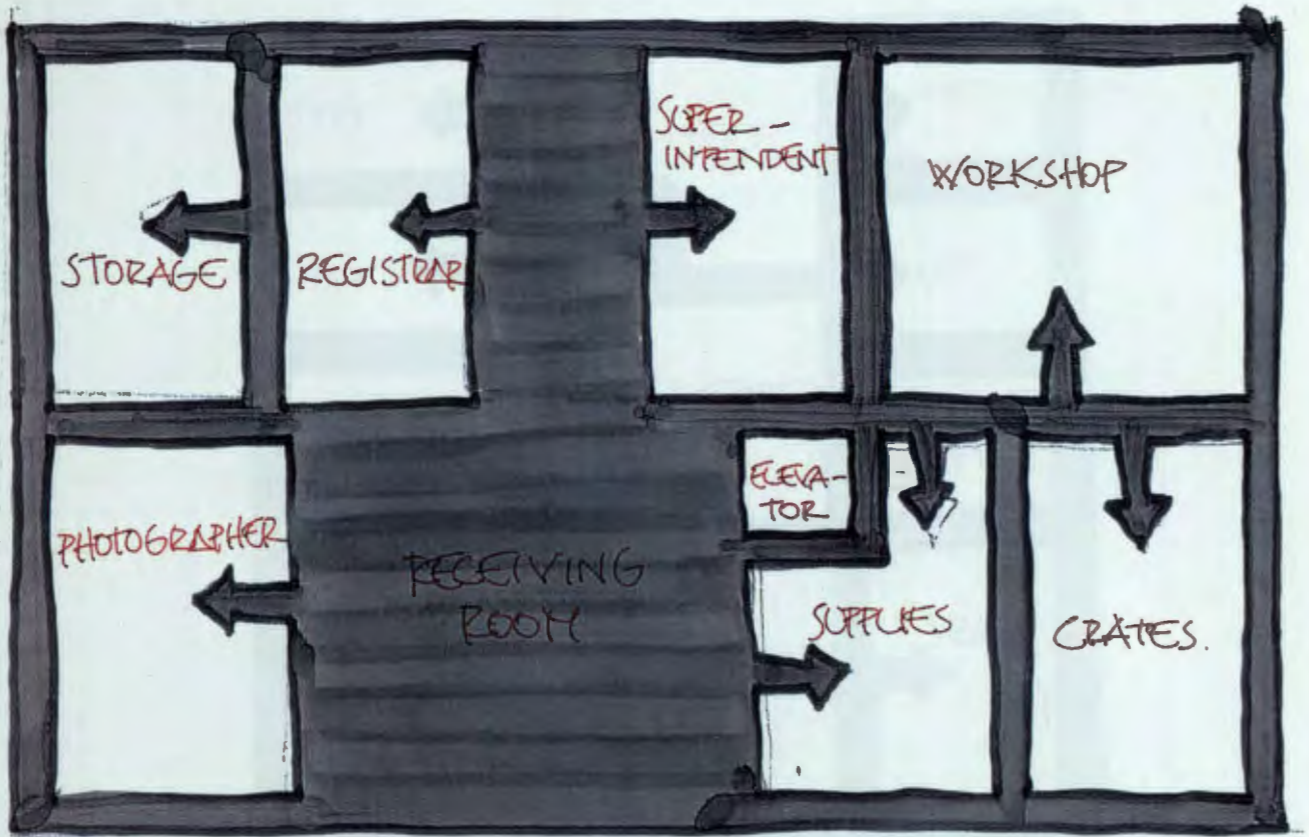 SUPER-
INTENDENT
WORKSHOP
STORAGE
REGISTRAR
ELEVA-
TOR
PHOTOGRAPHER
RECEIVING
ROOM
SUPPLIES
CRATES.